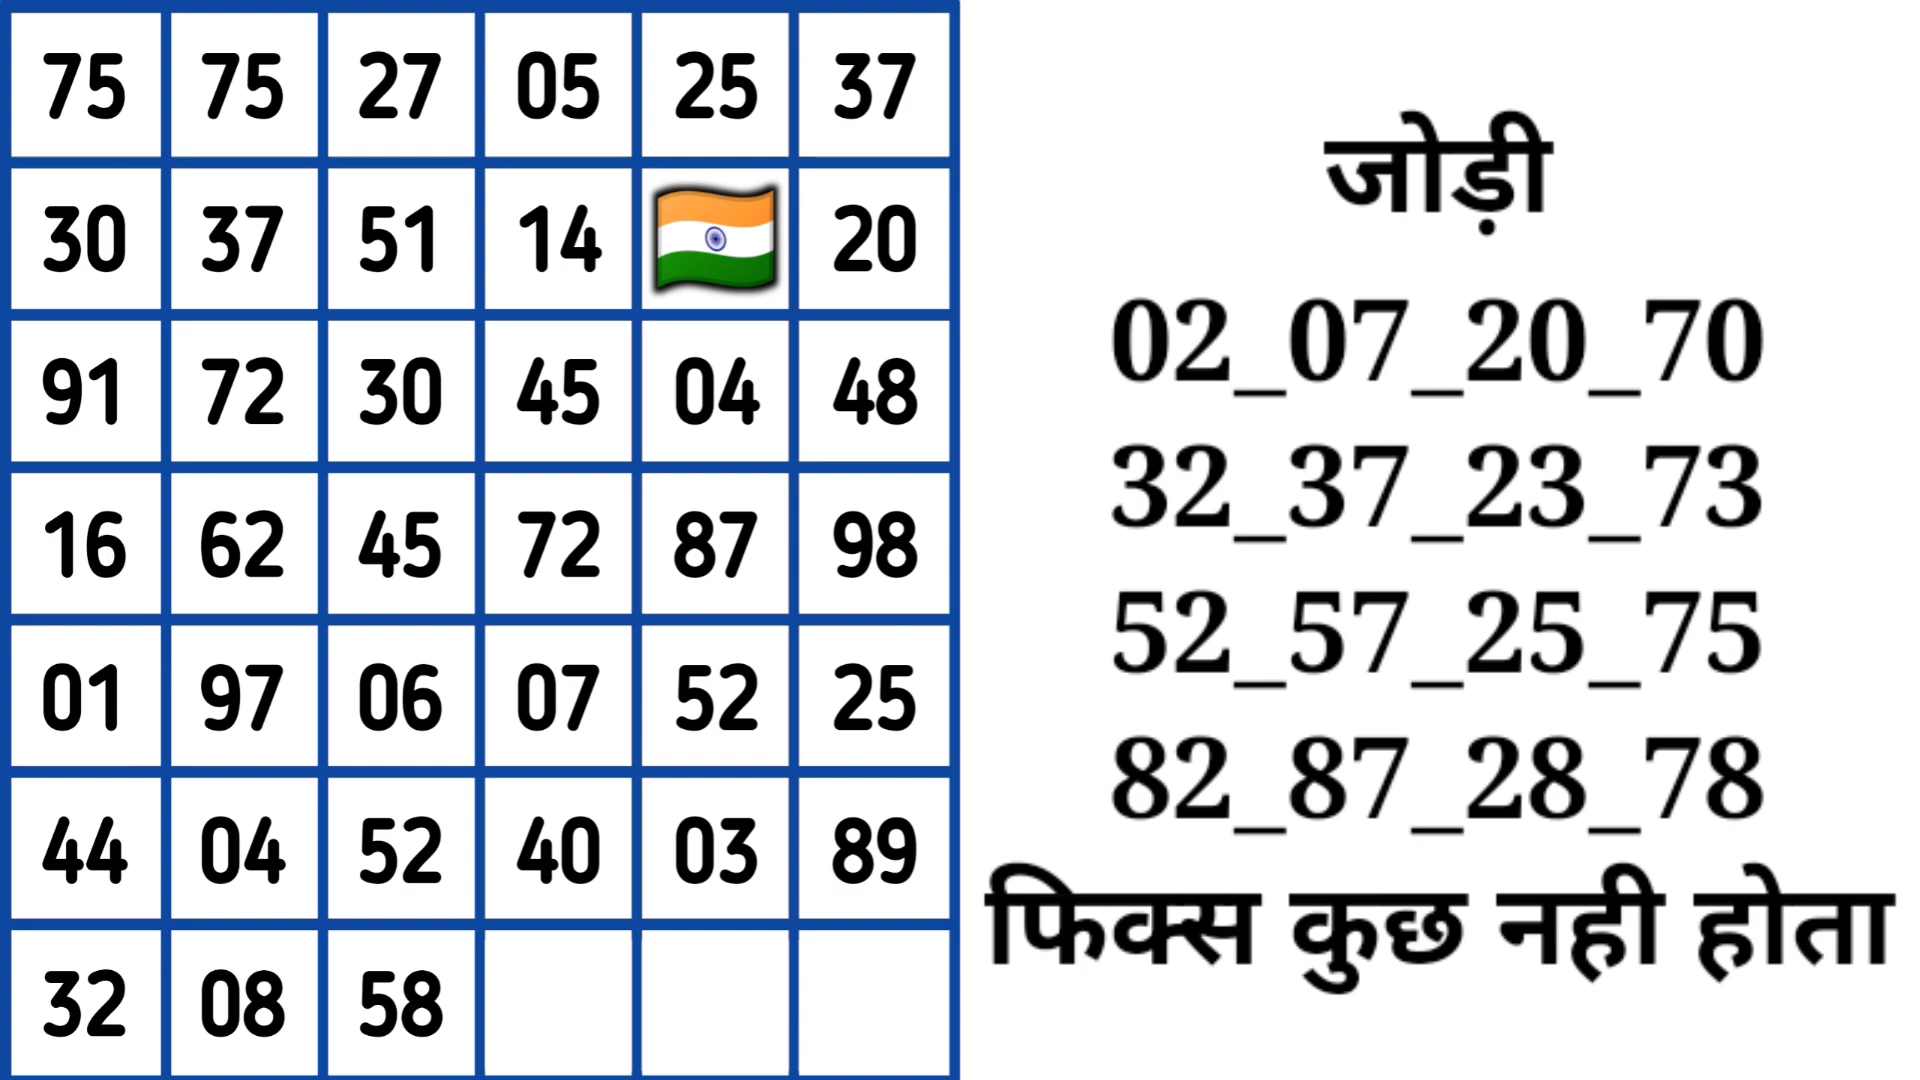 75 75 27 05 25 37
30 37 51 14 20
91 72 30 45 04 48
16 62 45 72 87 98
01 97 06 07 52 25
44 04 52 40 03 89
32 08 58
जोड़ी
02_07_20_70
32_37_23_73
52_57_25_75
82_87_28_78
फिक्स कुछ नही होता